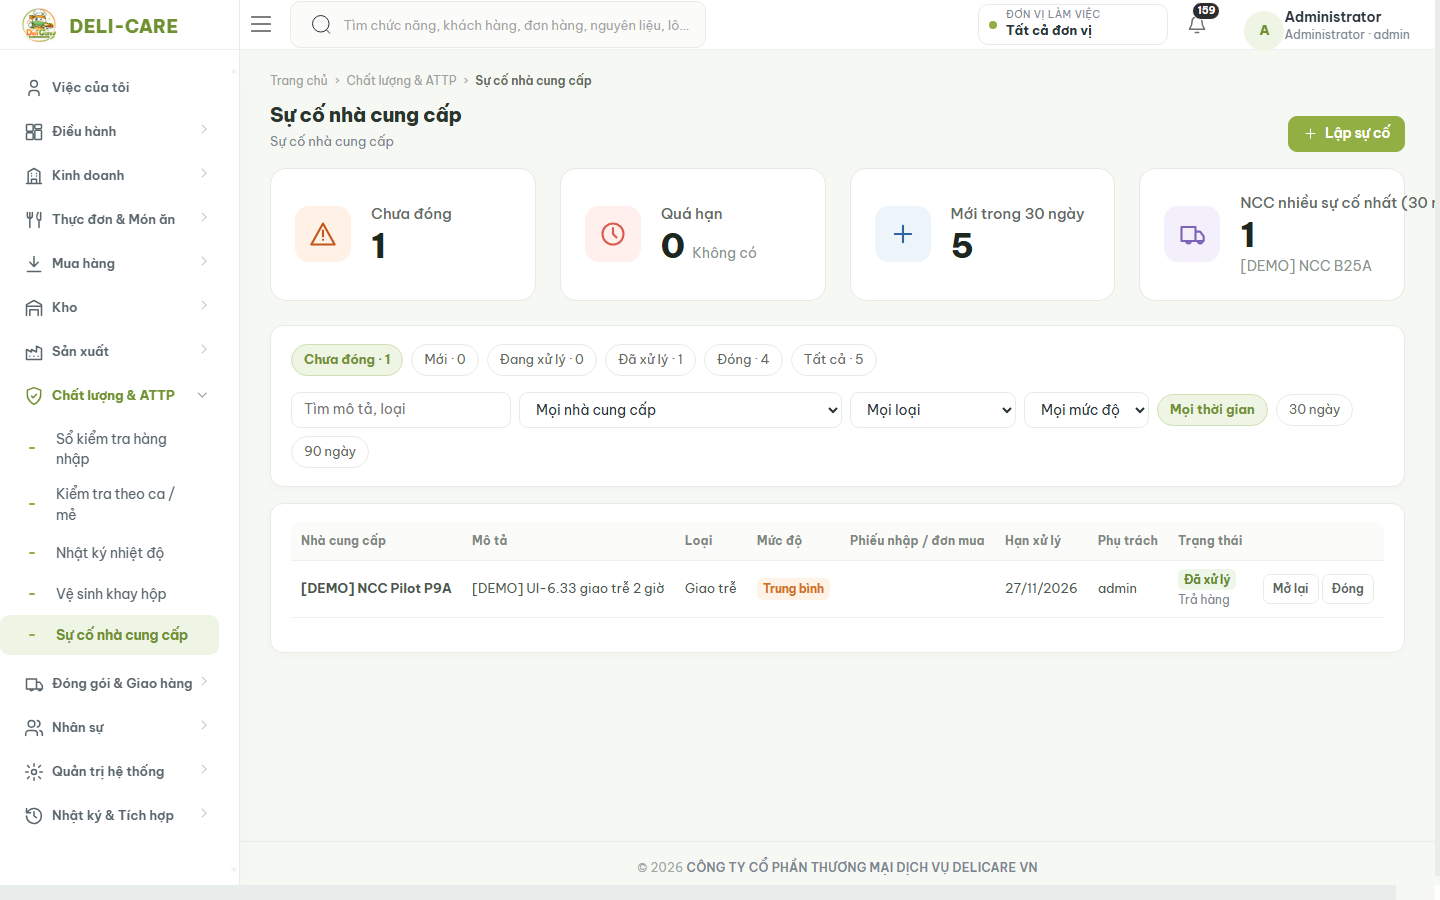 DELI-CARE
Tìm chức năng, khách hàng, đơn hàng, nguyên liệu, lô...
ĐƠN VỊ LÀM VIỆC
Tất cả đơn vị
159
A
Administrator
Administrator · admin
Việc của tôi
Điều hành
Kinh doanh
Thực đơn & Món ăn
Mua hàng
Kho
Sản xuất
Chất lượng & ATTP
Sổ kiểm tra hàng
nhập
Kiểm tra theo ca /
mẻ
Nhật ký nhiệt độ
Vệ sinh khay hộp
Sự cố nhà cung cấp
Đóng gói & Giao hàng
Nhân sự
Quản trị hệ thống
Nhật ký & Tích hợp
Trang chủ › Chất lượng & ATTP › Sự cố nhà cung cấp
Sự cố nhà cung cấp
Sự cố nhà cung cấp
+ Lập sự cố
Chưa đóng
1
Quá hạn
0 Không có
Mới trong 30 ngày
5
NCC nhiều sự cố nhất (30 n
1
[DEMO] NCC B25A
Chưa đóng · 1 Mới · 0 Đang xử lý · 0 Đã xử lý · 1 Đóng · 4 Tất cả · 5
Tìm mô tả, loại Mọi nhà cung cấp Mọi loại Mọi mức độ Mọi thời gian 30 ngày
90 ngày
Nhà cung cấp Mô tả Loại Mức độ Phiếu nhập / đơn mua Hạn xử lý Phụ trách Trạng thái
[DEMO] NCC Pilot P9A [DEMO] UI-6.33 giao trễ 2 giờ Giao trễ Trung bình 27/11/2026 admin Đã xử lý Mở lại Đóng
Trả hàng
© 2026 CÔNG TY CỔ PHẦN THƯƠNG MẠI DỊCH VỤ DELICARE VN